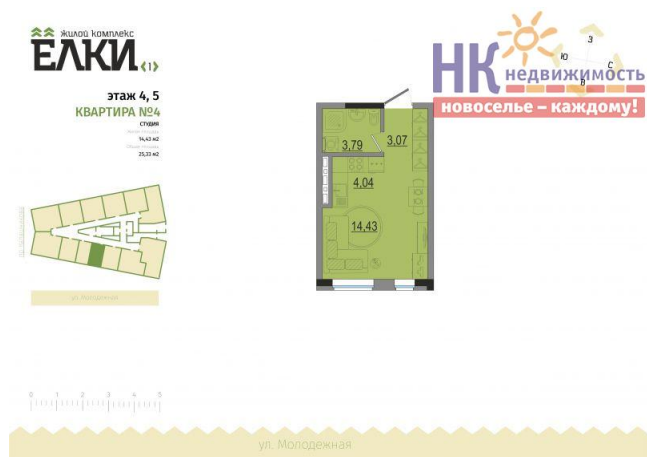 жилой комплекс
ЕЛКИ ‹1›
этаж 4, 5
КВАРТИРА №4
студия
14,43 м2
25,33 м2
ул. Молодежная
З
Ю
С
В
НК недвижимость
новоселье – каждому!
3,79
3,07
4,04
14,43
0 1 2 3 4 5
ул. Молодежная